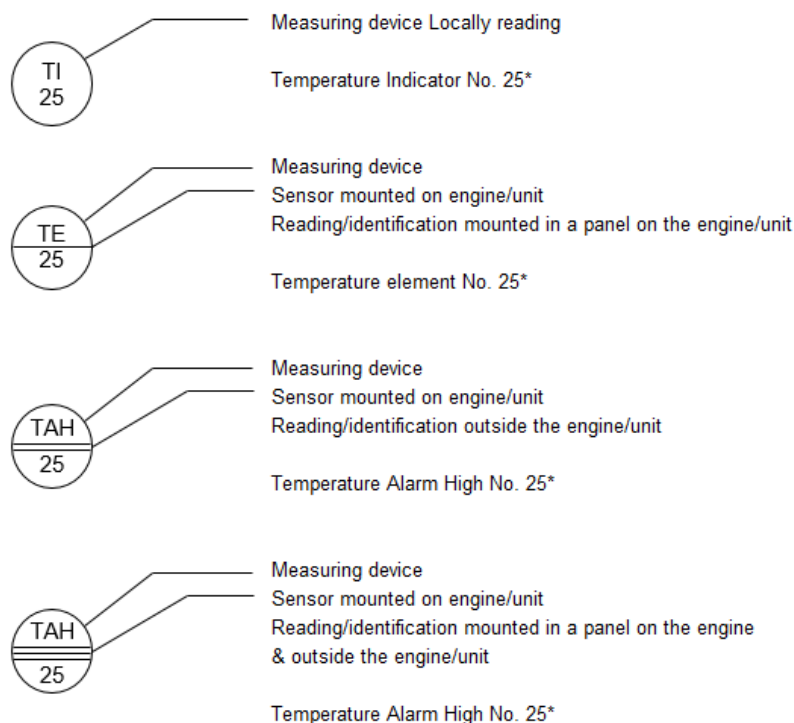 Measuring device Locally reading
TI
25
Temperature Indicator No. 25*
Measuring device
Sensor mounted on engine/unit
Reading/identification mounted in a panel on the engine/unit
TE
25
Temperature element No. 25*
Measuring device
Sensor mounted on engine/unit
Reading/identification outside the engine/unit
TAH
25
Temperature Alarm High No. 25*
Measuring device
Sensor mounted on engine/unit
Reading/identification mounted in a panel on the engine
& outside the engine/unit
TAH
25
Temperature Alarm High No. 25*